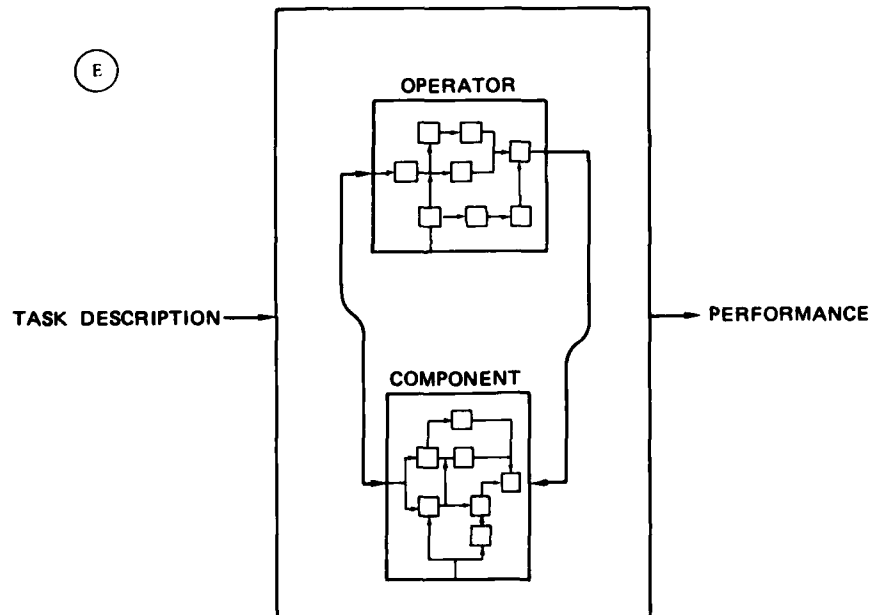 E
OPERATOR
TASK DESCRIPTION
PERFORMANCE
COMPONENT